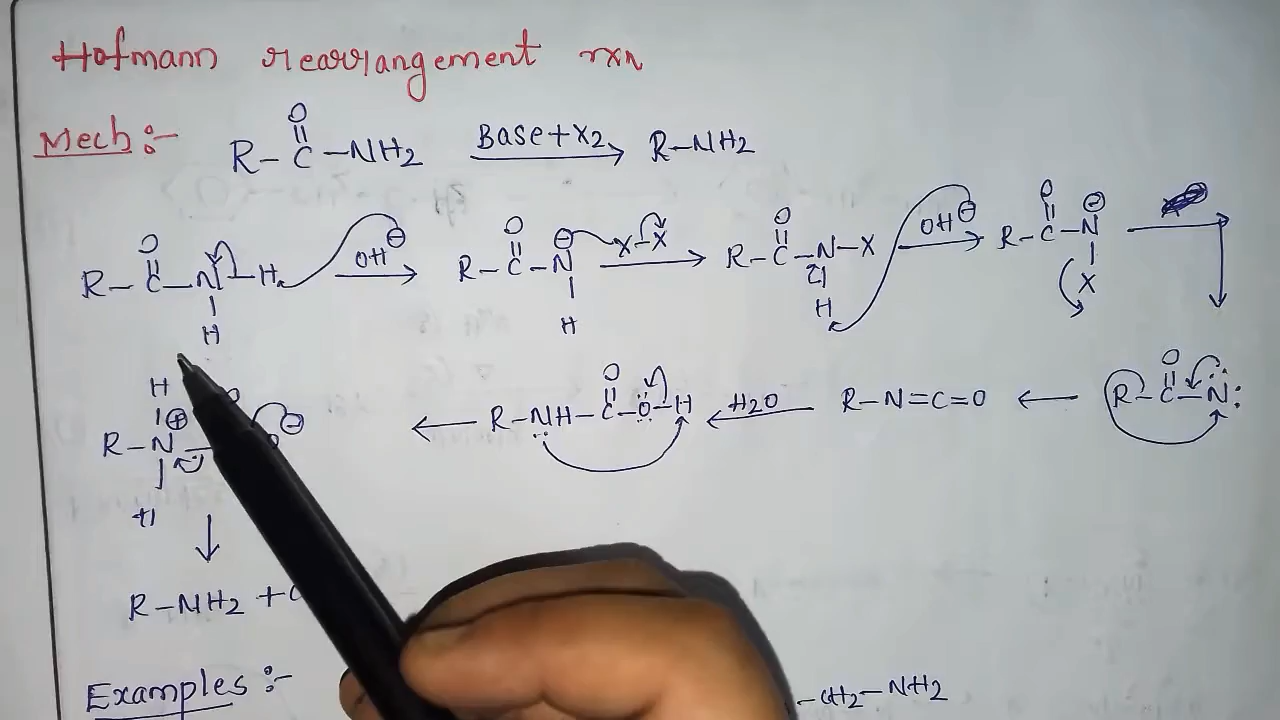 Hofmann rearrangement rxn
Mech:- R-C(=O)-NH2 Base+X2 → R-NH2
R-C(=O)-N(H)-H OH⊖ → R-C(=O)-N⊖(H) X-X → R-C(=O)-N(H)-X OH⊖ → R-C(=O)-N⊖-X →
R-C(=O)-N̈: → R-N=C=O H2O → R-NH-C(=O)-O-H →
R-N⊕(H)(H)- ⊖
↓
R-NH2 +
Examples :- -CH2-NH2